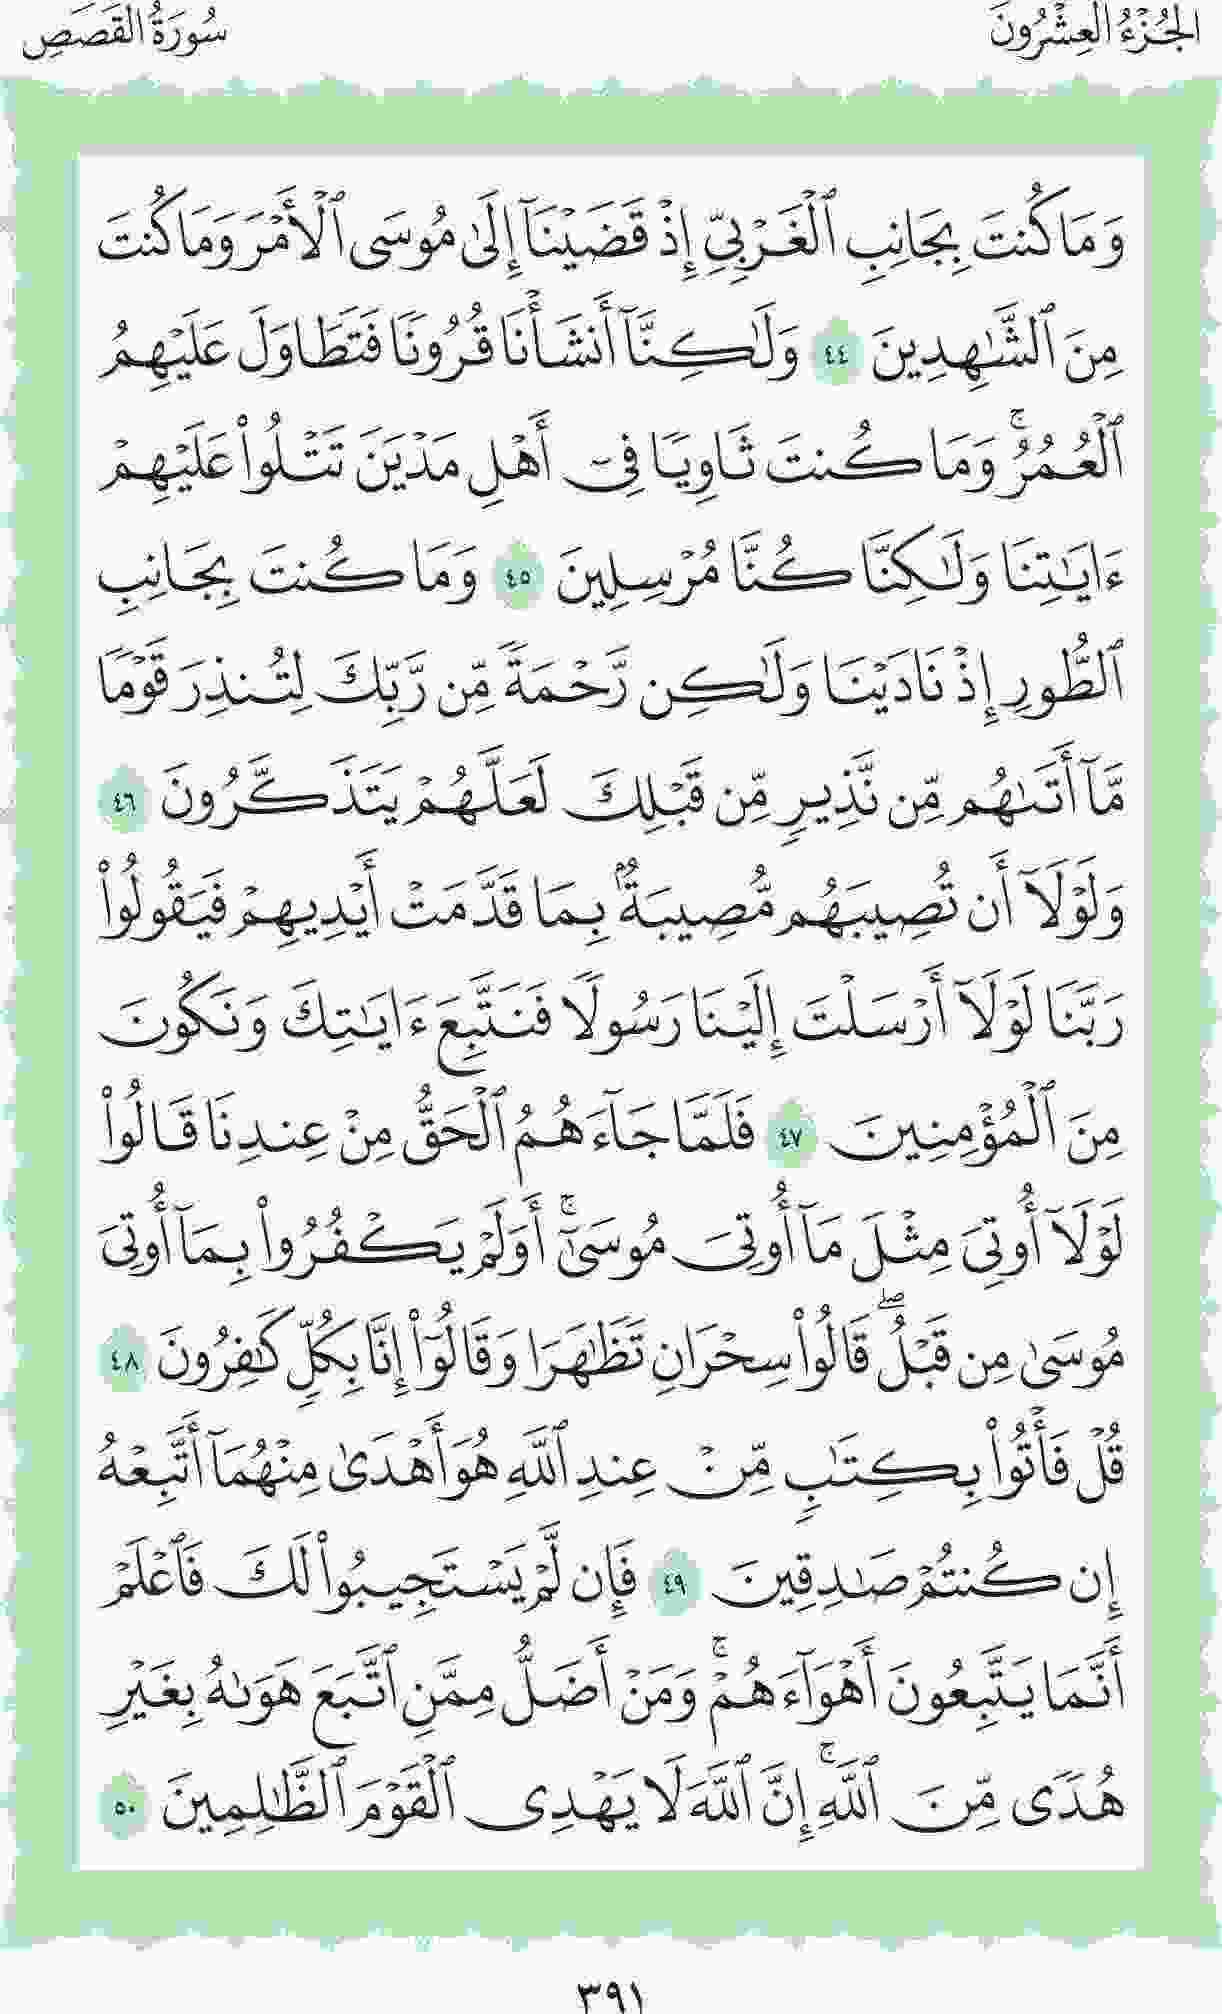 الجُزْءُ العِشْرُونَ
سُورَةُ القَصَصِ
وَمَا كُنتَ بِجَانِبِ ٱلْغَرْبِىِّ إِذْ قَضَيْنَآ إِلَىٰ مُوسَى ٱلْأَمْرَ وَمَا كُنتَ
مِنَ ٱلشَّـٰهِدِينَ ٤٤ وَلَـٰكِنَّآ أَنشَأْنَا قُرُونًا فَتَطَاوَلَ عَلَيْهِمُ
ٱلْعُمُرُ ۚ وَمَا كُنتَ ثَاوِيًا فِىٓ أَهْلِ مَدْيَنَ تَتْلُوا۟ عَلَيْهِمْ
ءَايَـٰتِنَا وَلَـٰكِنَّا كُنَّا مُرْسِلِينَ ٤٥ وَمَا كُنتَ بِجَانِبِ
ٱلطُّورِ إِذْ نَادَيْنَا وَلَـٰكِن رَّحْمَةً مِّن رَّبِّكَ لِتُنذِرَ قَوْمًا
مَّآ أَتَىٰهُم مِّن نَّذِيرٍ مِّن قَبْلِكَ لَعَلَّهُمْ يَتَذَكَّرُونَ ٤٦
وَلَوْلَآ أَن تُصِيبَهُم مُّصِيبَةٌۢ بِمَا قَدَّمَتْ أَيْدِيهِمْ فَيَقُولُوا۟
رَبَّنَا لَوْلَآ أَرْسَلْتَ إِلَيْنَا رَسُولًا فَنَتَّبِعَ ءَايَـٰتِكَ وَنَكُونَ
مِنَ ٱلْمُؤْمِنِينَ ٤٧ فَلَمَّا جَآءَهُمُ ٱلْحَقُّ مِنْ عِندِنَا قَالُوا۟
لَوْلَآ أُوتِىَ مِثْلَ مَآ أُوتِىَ مُوسَىٰٓ ۚ أَوَلَمْ يَكْفُرُوا۟ بِمَآ أُوتِىَ
مُوسَىٰ مِن قَبْلُ ۖ قَالُوا۟ سِحْرَانِ تَظَـٰهَرَا وَقَالُوٓا۟ إِنَّا بِكُلٍّ كَـٰفِرُونَ ٤٨
قُلْ فَأْتُوا۟ بِكِتَـٰبٍ مِّنْ عِندِ ٱللَّهِ هُوَ أَهْدَىٰ مِنْهُمَآ أَتَّبِعْهُ
إِن كُنتُمْ صَـٰدِقِينَ ٤٩ فَإِن لَّمْ يَسْتَجِيبُوا۟ لَكَ فَٱعْلَمْ
أَنَّمَا يَتَّبِعُونَ أَهْوَآءَهُمْ ۚ وَمَنْ أَضَلُّ مِمَّنِ ٱتَّبَعَ هَوَىٰهُ بِغَيْرِ
هُدًى مِّنَ ٱللَّهِ ۚ إِنَّ ٱللَّهَ لَا يَهْدِى ٱلْقَوْمَ ٱلظَّـٰلِمِينَ ٥٠
٣٩١